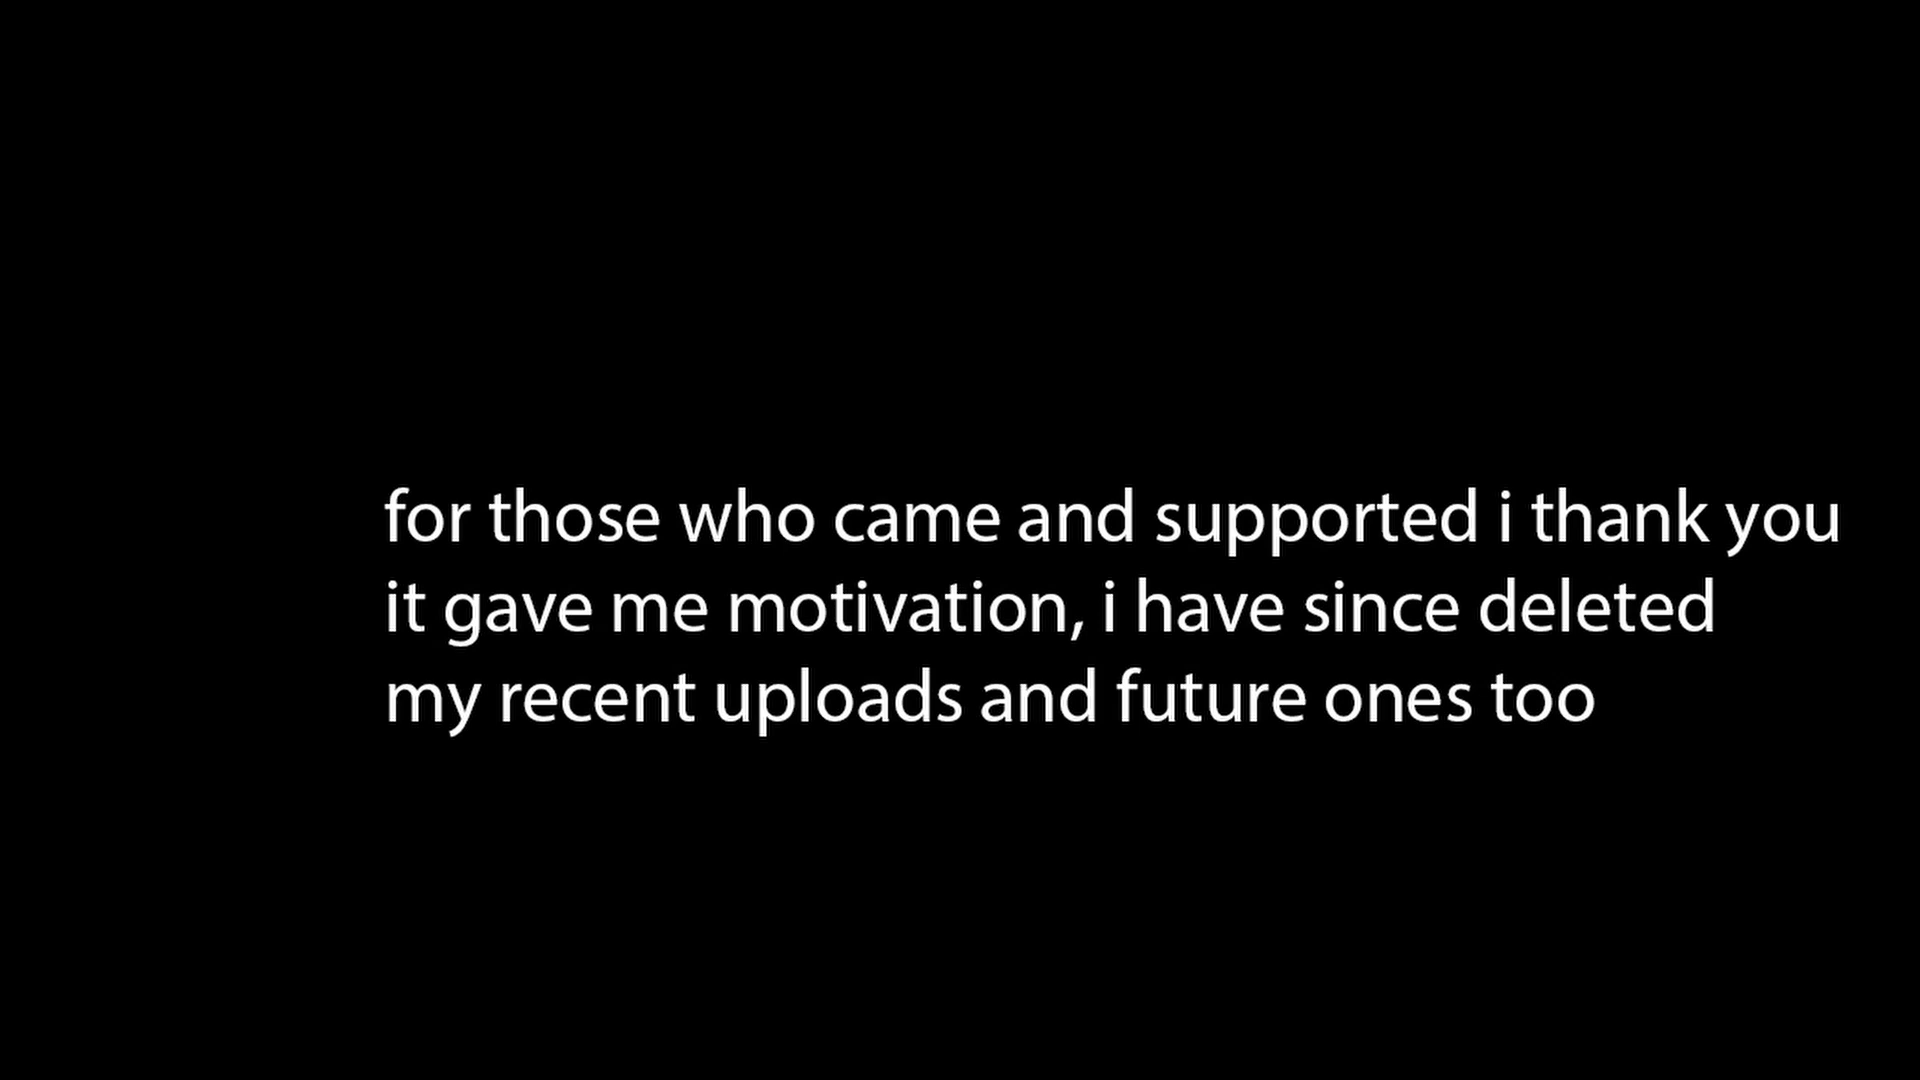 for those who came and supported i thank you
it gave me motivation, i have since deleted
my recent uploads and future ones too